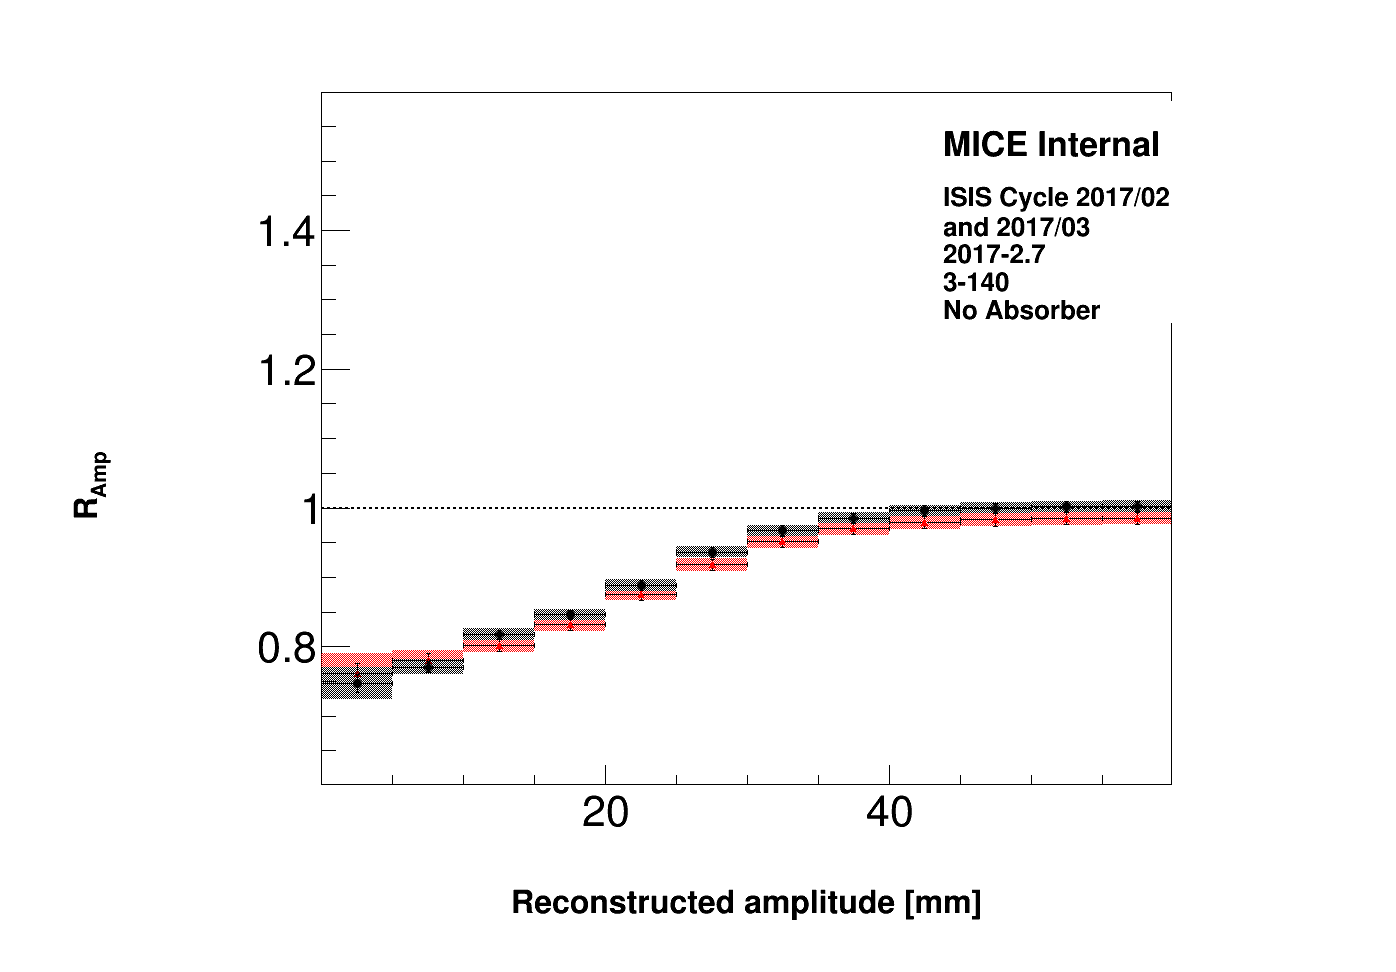 MICE Internal
ISIS Cycle 2017/02
and 2017/03
2017-2.7
3-140
No Absorber
1.4
1.2
1
0.8
R_Amp
20 40
Reconstructed amplitude [mm]